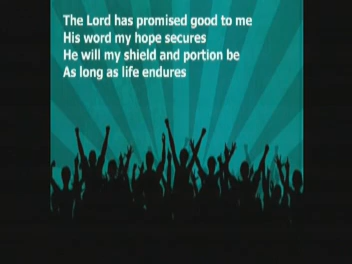 The Lord has promised good to me
His word my hope secures
He will my shield and portion be
As long as life endures